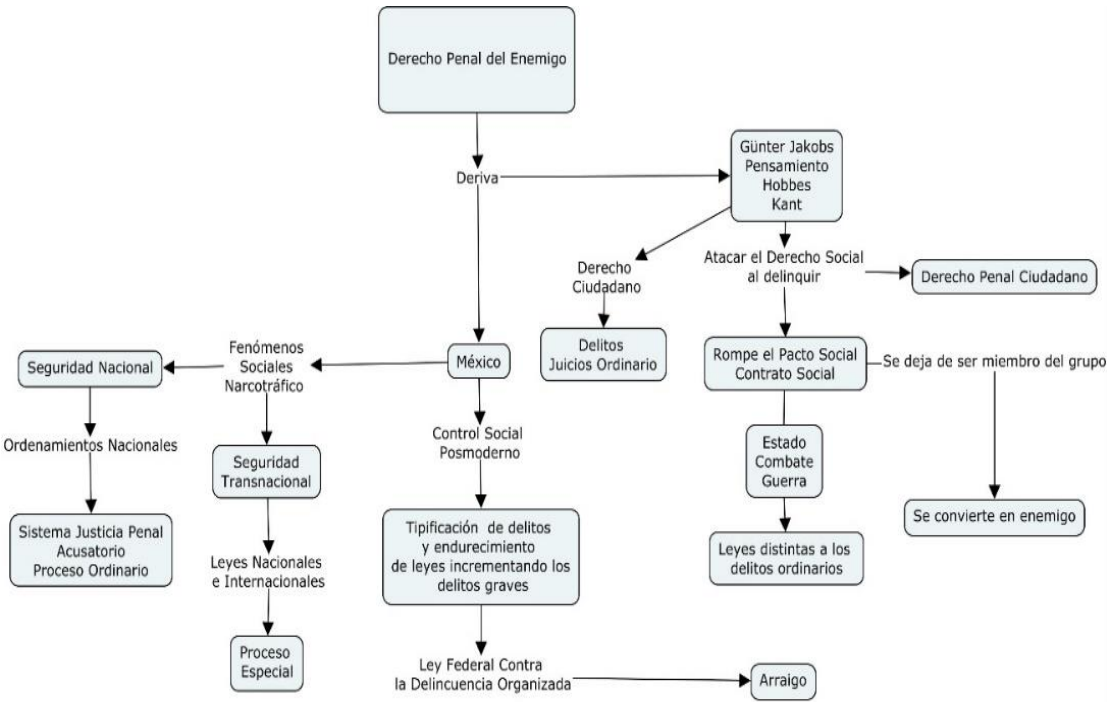 Derecho Penal del Enemigo
Deriva
Günter Jakobs
Pensamiento
Hobbes
Kant
Derecho
Ciudadano
Atacar el Derecho Social
al delinquir
Derecho Penal Ciudadano
Delitos
Juicios Ordinario
Rompe el Pacto Social
Contrato Social
Se deja de ser miembro del grupo
Estado
Combate
Guerra
Se convierte en enemigo
Leyes distintas a los
delitos ordinarios
México
Fenómenos
Sociales
Narcotráfico
Seguridad Nacional
Ordenamientos Nacionales
Sistema Justicia Penal
Acusatorio
Proceso Ordinario
Seguridad
Transnacional
Leyes Nacionales
e Internacionales
Proceso
Especial
Control Social
Posmoderno
Tipificación de delitos
y endurecimiento
de leyes incrementando los
delitos graves
Ley Federal Contra
la Delincuencia Organizada
Arraigo